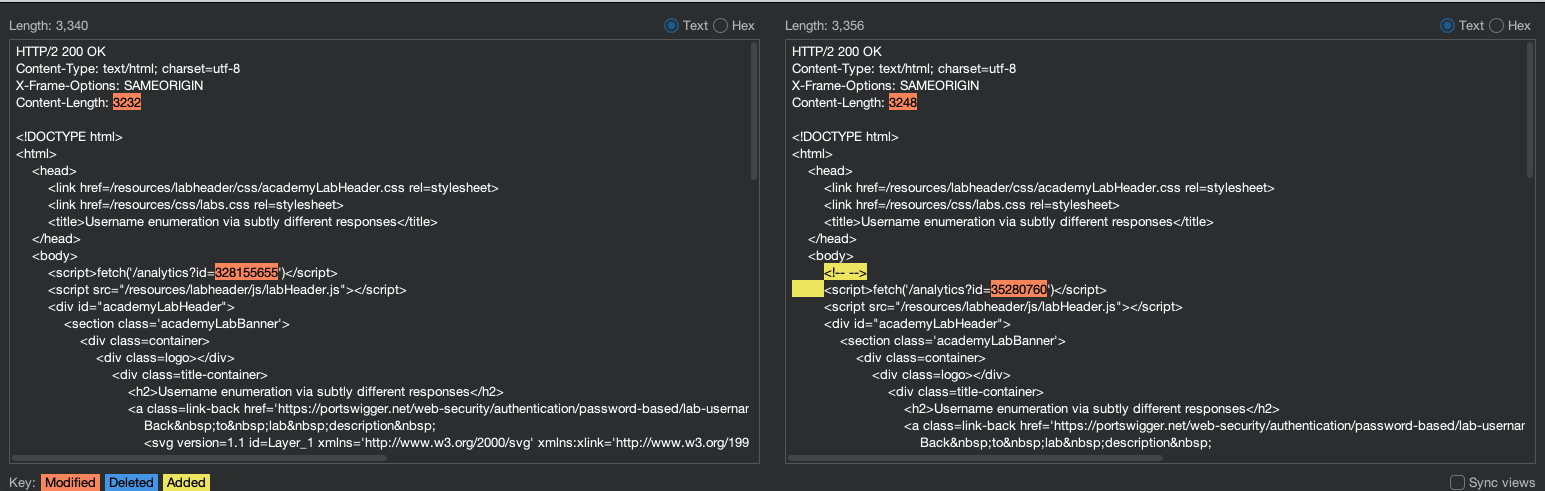 Length: 3,340
Text Hex
HTTP/2 200 OK
Content-Type: text/html; charset=utf-8
X-Frame-Options: SAMEORIGIN
Content-Length: 3232
<!DOCTYPE html>
<html>
<head>
<link href=/resources/labheader/css/academyLabHeader.css rel=stylesheet>
<link href=/resources/css/labs.css rel=stylesheet>
<title>Username enumeration via subtly different responses</title>
</head>
<body>
<script>fetch('/analytics?id=328155655')</script>
<script src="/resources/labheader/js/labHeader.js"></script>
<div id="academyLabHeader">
<section class='academyLabBanner'>
<div class=container>
<div class=logo></div>
<div class=title-container>
<h2>Username enumeration via subtly different responses</h2>
<a class=link-back href='https://portswigger.net/web-security/authentication/password-based/lab-usernar
Back&nbsp;to&nbsp;lab&nbsp;description&nbsp;
<svg version=1.1 id=Layer_1 xmlns='http://www.w3.org/2000/svg' xmlns:xlink='http://www.w3.org/199
Length: 3,356
Text Hex
HTTP/2 200 OK
Content-Type: text/html; charset=utf-8
X-Frame-Options: SAMEORIGIN
Content-Length: 3248
<!DOCTYPE html>
<html>
<head>
<link href=/resources/labheader/css/academyLabHeader.css rel=stylesheet>
<link href=/resources/css/labs.css rel=stylesheet>
<title>Username enumeration via subtly different responses</title>
</head>
<body>
<!-- -->
<script>fetch('/analytics?id=35280760')</script>
<script src="/resources/labheader/js/labHeader.js"></script>
<div id="academyLabHeader">
<section class='academyLabBanner'>
<div class=container>
<div class=logo></div>
<div class=title-container>
<h2>Username enumeration via subtly different responses</h2>
<a class=link-back href='https://portswigger.net/web-security/authentication/password-based/lab-usernar
Back&nbsp;to&nbsp;lab&nbsp;description&nbsp;
Key: Modified Deleted Added
Sync views